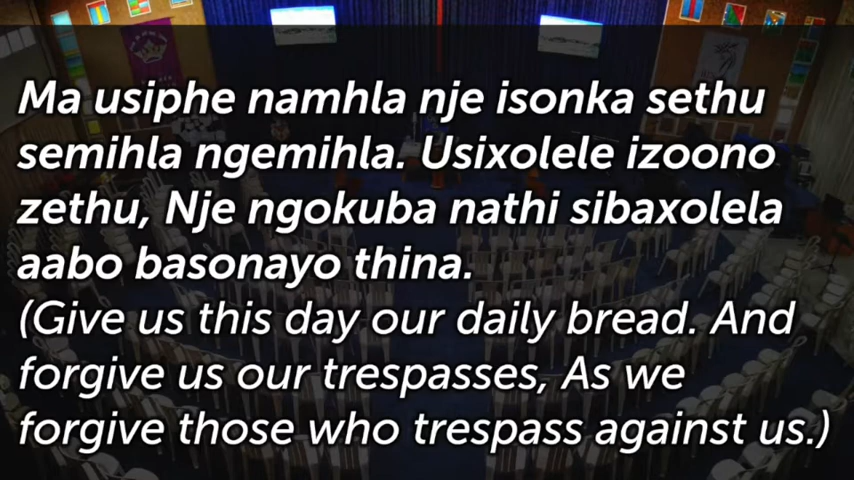 Ma usiphe namhla nje isonka sethu
semihla ngemihla. Usixolele izoono
zethu, Nje ngokuba nathi sibaxolela
aabo basonayo thina.
(Give us this day our daily bread. And
forgive us our trespasses, As we
forgive those who trespass against us.)